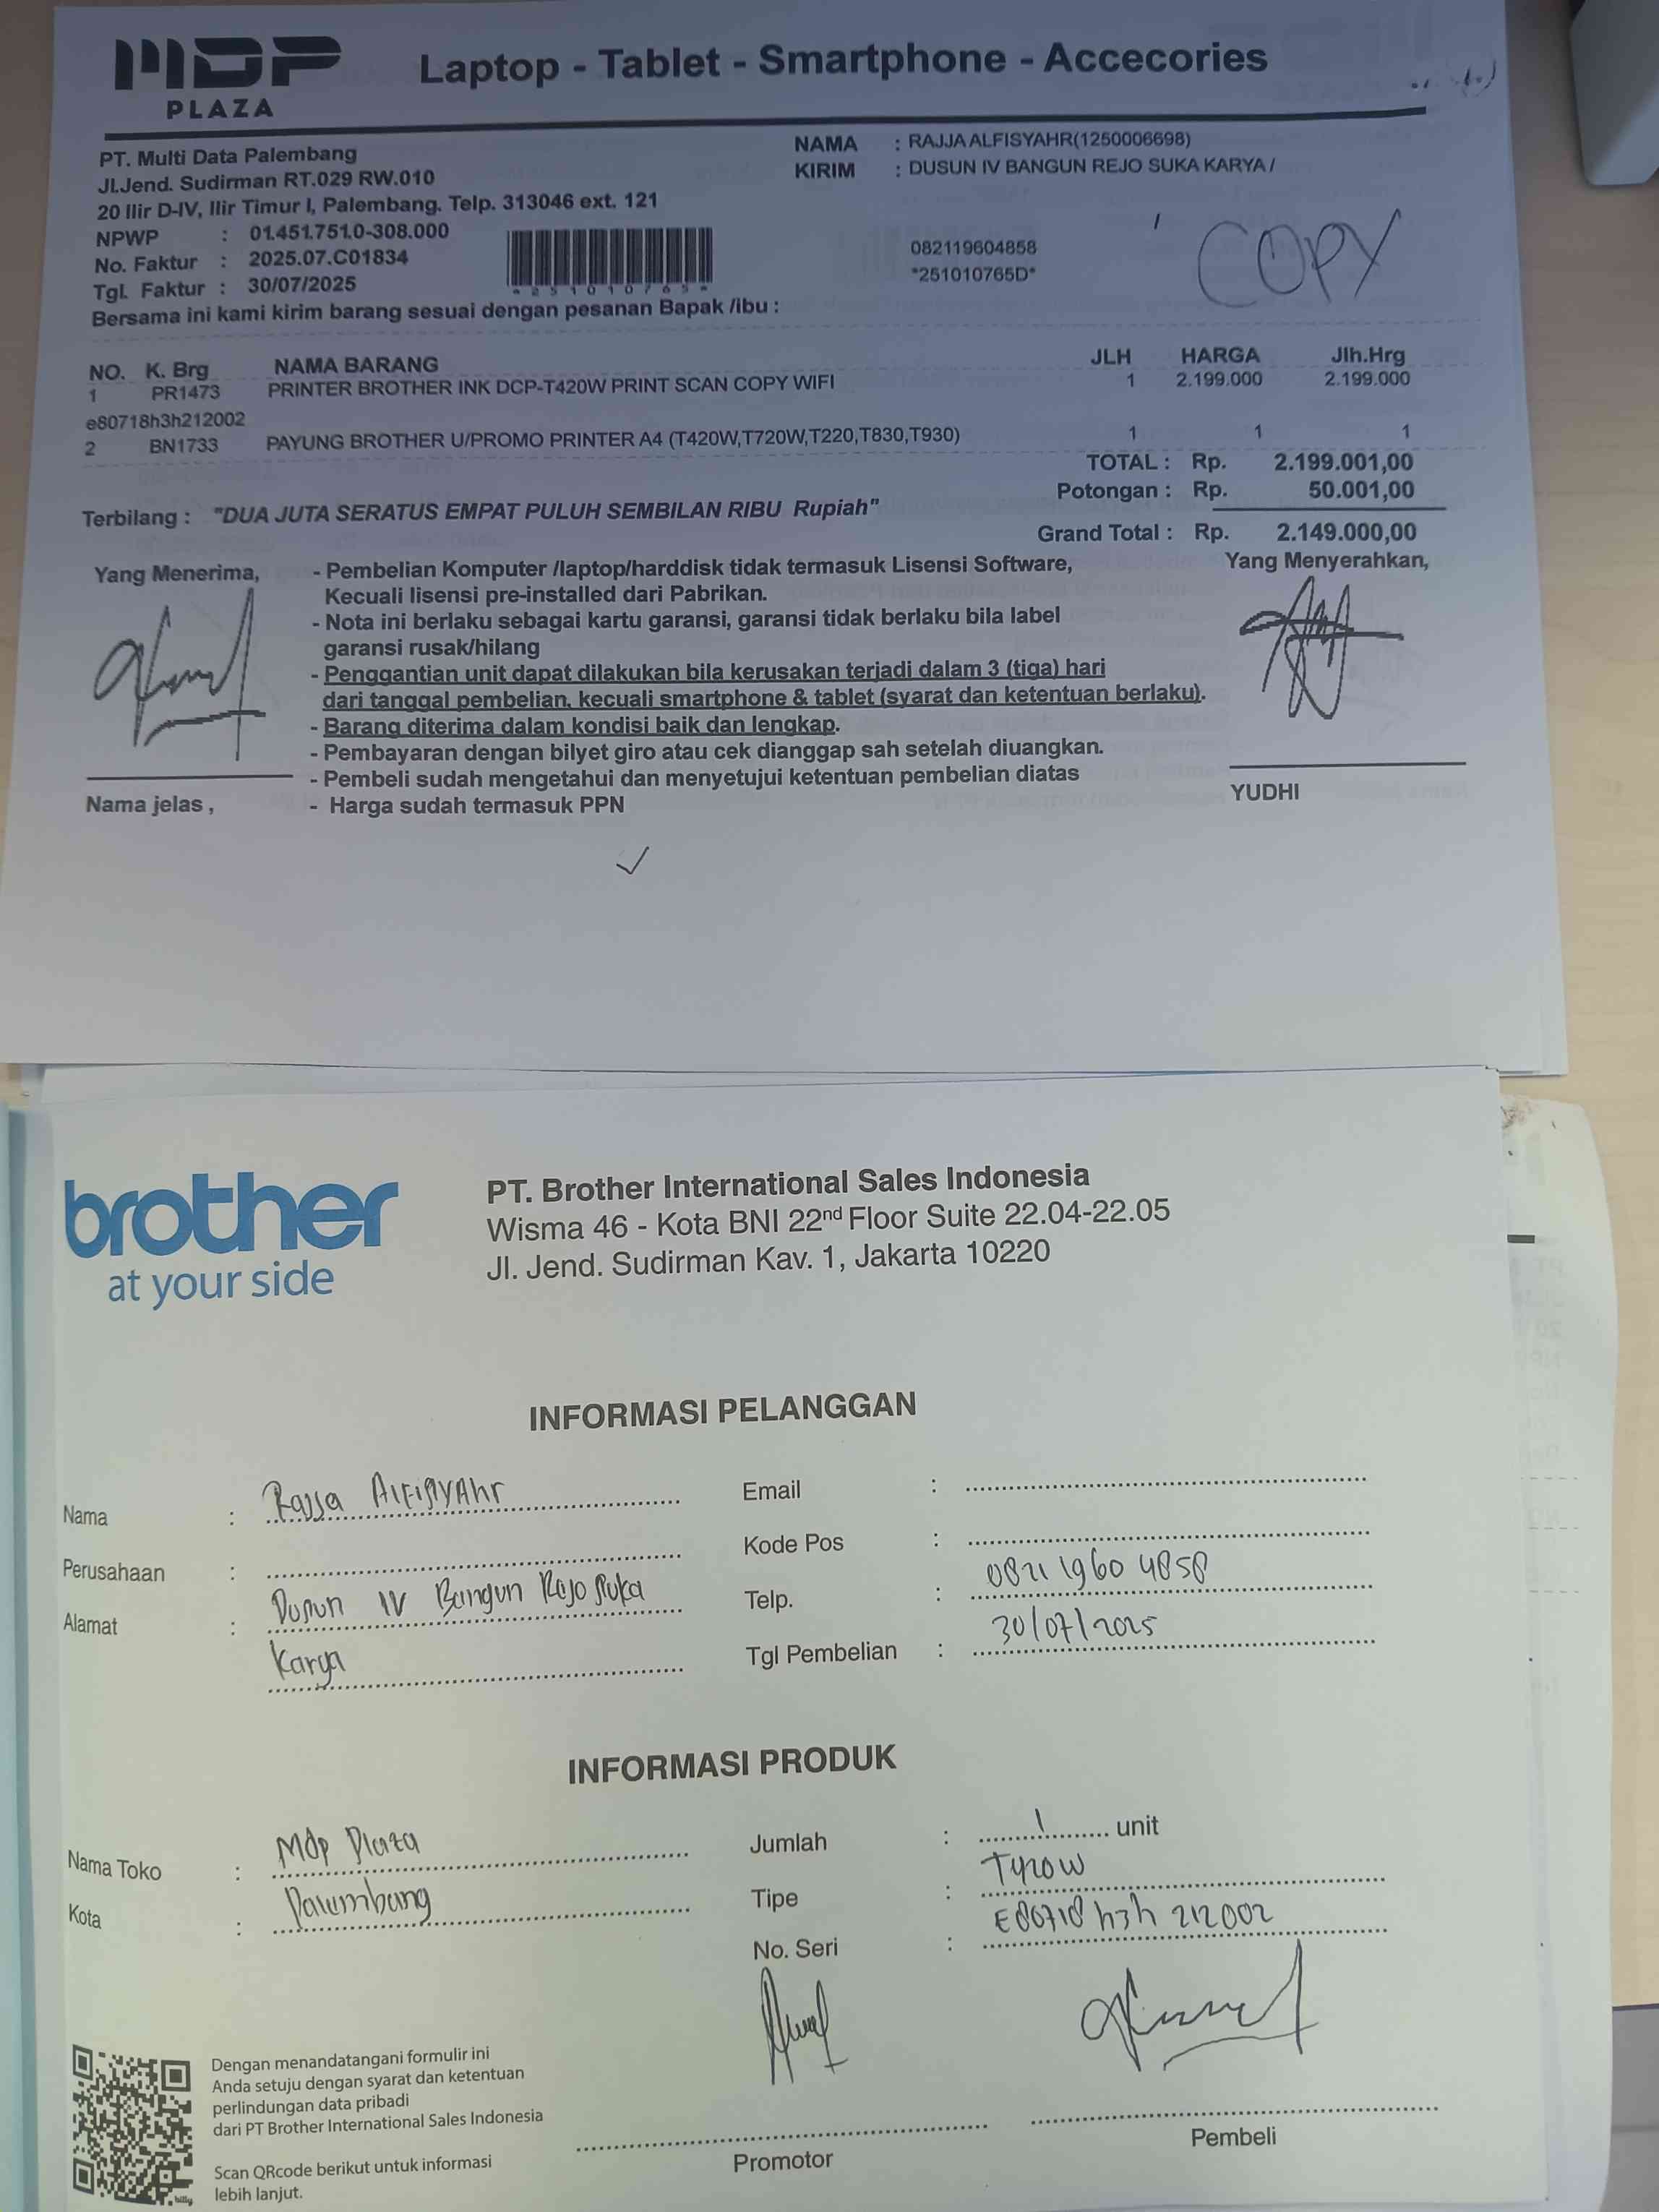 MDP
PLAZA
Laptop - Tablet - Smartphone - Accecories
PT. Multi Data Palembang
Jl.Jend. Sudirman RT.029 RW.010
20 Ilir D-IV, Ilir Timur I, Palembang. Telp. 313046 ext. 121
NPWP : 01.451.751.0-308.000
No. Faktur : 2025.07.C01834
Tgl. Faktur : 30/07/2025
NAMA : RAJJA ALFISYAHR(1250006698)
KIRIM : DUSUN IV BANGUN REJO SUKA KARYA /
082119604858
*251010765D*
*251010765*
COPY
Bersama ini kami kirim barang sesuai dengan pesanan Bapak /ibu :
NO. K. Brg NAMA BARANG JLH HARGA Jlh.Hrg
1 PR1473 PRINTER BROTHER INK DCP-T420W PRINT SCAN COPY WIFI 1 2.199.000 2.199.000
e80718h3h212002
2 BN1733 PAYUNG BROTHER U/PROMO PRINTER A4 (T420W,T720W,T220,T830,T930) 1 1 1
TOTAL : Rp. 2.199.001,00
Potongan : Rp. 50.001,00
Terbilang : "DUA JUTA SERATUS EMPAT PULUH SEMBILAN RIBU Rupiah"
Grand Total : Rp. 2.149.000,00
Yang Menerima,
- Pembelian Komputer /laptop/harddisk tidak termasuk Lisensi Software,
Kecuali lisensi pre-installed dari Pabrikan.
- Nota ini berlaku sebagai kartu garansi, garansi tidak berlaku bila label
garansi rusak/hilang
- Penggantian unit dapat dilakukan bila kerusakan terjadi dalam 3 (tiga) hari
dari tanggal pembelian, kecuali smartphone & tablet (syarat dan ketentuan berlaku).
- Barang diterima dalam kondisi baik dan lengkap.
- Pembayaran dengan bilyet giro atau cek dianggap sah setelah diuangkan.
- Pembeli sudah mengetahui dan menyetujui ketentuan pembelian diatas
- Harga sudah termasuk PPN
Nama jelas ,
Yang Menyerahkan,
YUDHI
brother
at your side
PT. Brother International Sales Indonesia
Wisma 46 - Kota BNI 22nd Floor Suite 22.04-22.05
Jl. Jend. Sudirman Kav. 1, Jakarta 10220
INFORMASI PELANGGAN
Nama : Rajja Alfisyahr
Perusahaan :
Alamat : Dusun IV Bangun Rejo Suka
Karya
Email :
Kode Pos :
Telp. : 0821 1960 4858
Tgl Pembelian : 30/07/2025
INFORMASI PRODUK
Nama Toko : Mdp Plaza
Kota : Palembang
Jumlah : 1 unit
Tipe : T420W
No. Seri : E80718h3h212002
Dengan menandatangani formulir ini
Anda setuju dengan syarat dan ketentuan
perlindungan data pribadi
dari PT Brother International Sales Indonesia
Scan QRcode berikut untuk informasi
lebih lanjut.
Promotor
Pembeli